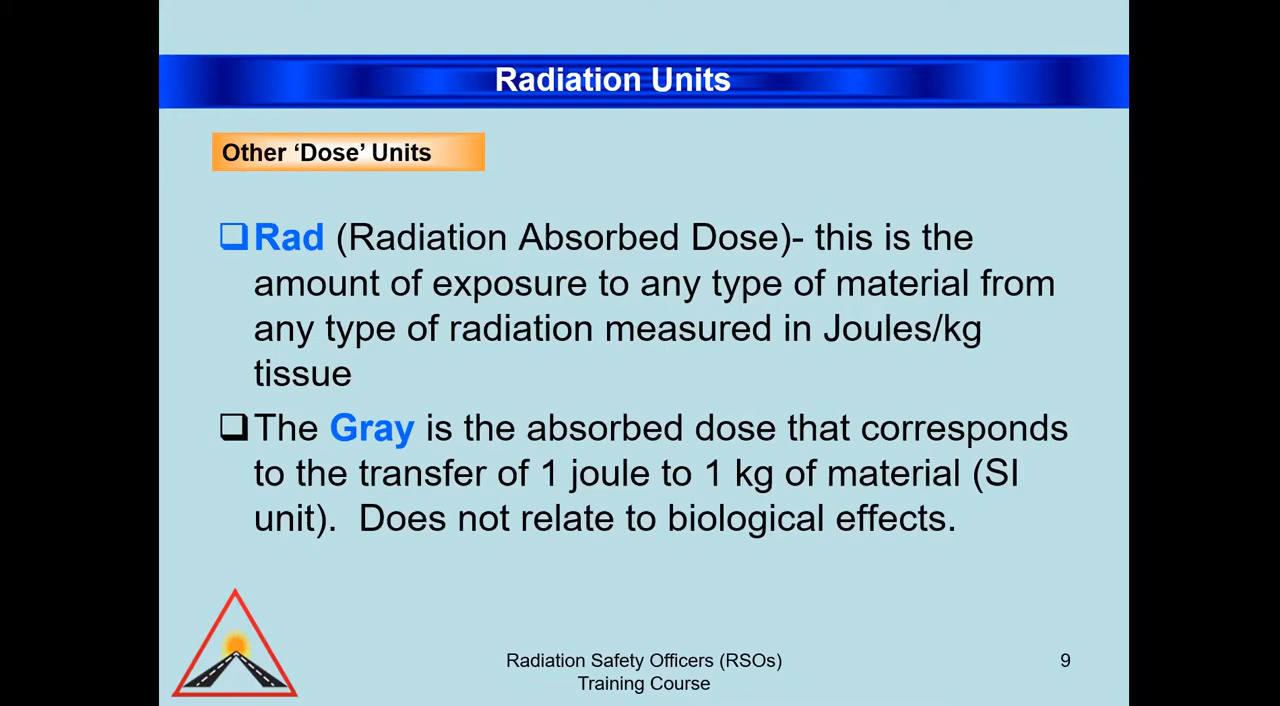 Radiation Units
Other ‘Dose’ Units
Rad (Radiation Absorbed Dose)- this is the
amount of exposure to any type of material from
any type of radiation measured in Joules/kg
tissue
The Gray is the absorbed dose that corresponds
to the transfer of 1 joule to 1 kg of material (SI
unit).  Does not relate to biological effects.
Radiation Safety Officers (RSOs)
Training Course
9